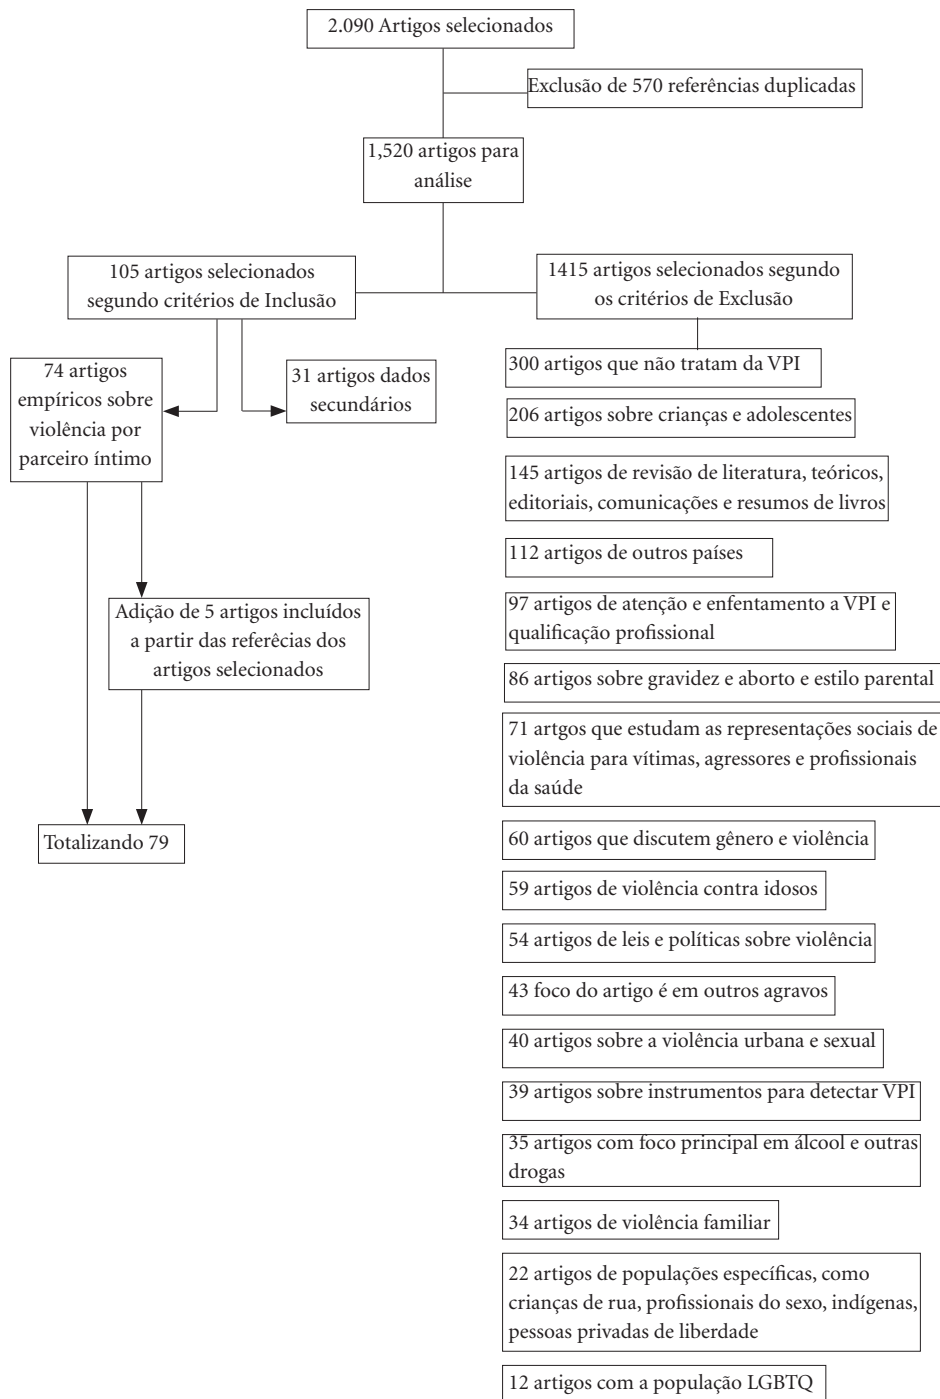 2.090 Artigos selecionados
Exclusão de 570 referências duplicadas
1,520 artigos para
análise
105 artigos selecionados
segundo critérios de Inclusão
1415 artigos selecionados segundo
os critérios de Exclusão
74 artigos
empíricos sobre
violência por
parceiro íntimo
31 artigos dados
secundários
Adição de 5 artigos incluídos
a partir das referêcias dos
artigos selecionados
Totalizando 79
300 artigos que não tratam da VPI
206 artigos sobre crianças e adolescentes
145 artigos de revisão de literatura, teóricos,
editoriais, comunicações e resumos de livros
112 artigos de outros países
97 artigos de atenção e enfentamento a VPI e
qualificação profissional
86 artigos sobre gravidez e aborto e estilo parental
71 artgos que estudam as representações sociais de
violência para vítimas, agressores e profissionais
da saúde
60 artigos que discutem gênero e violência
59 artigos de violência contra idosos
54 artigos de leis e políticas sobre violência
43 foco do artigo é em outros agravos
40 artigos sobre a violência urbana e sexual
39 artigos sobre instrumentos para detectar VPI
35 artigos com foco principal em álcool e outras
drogas
34 artigos de violência familiar
22 artigos de populações específicas, como
crianças de rua, profissionais do sexo, indígenas,
pessoas privadas de liberdade
12 artigos com a população LGBTQ